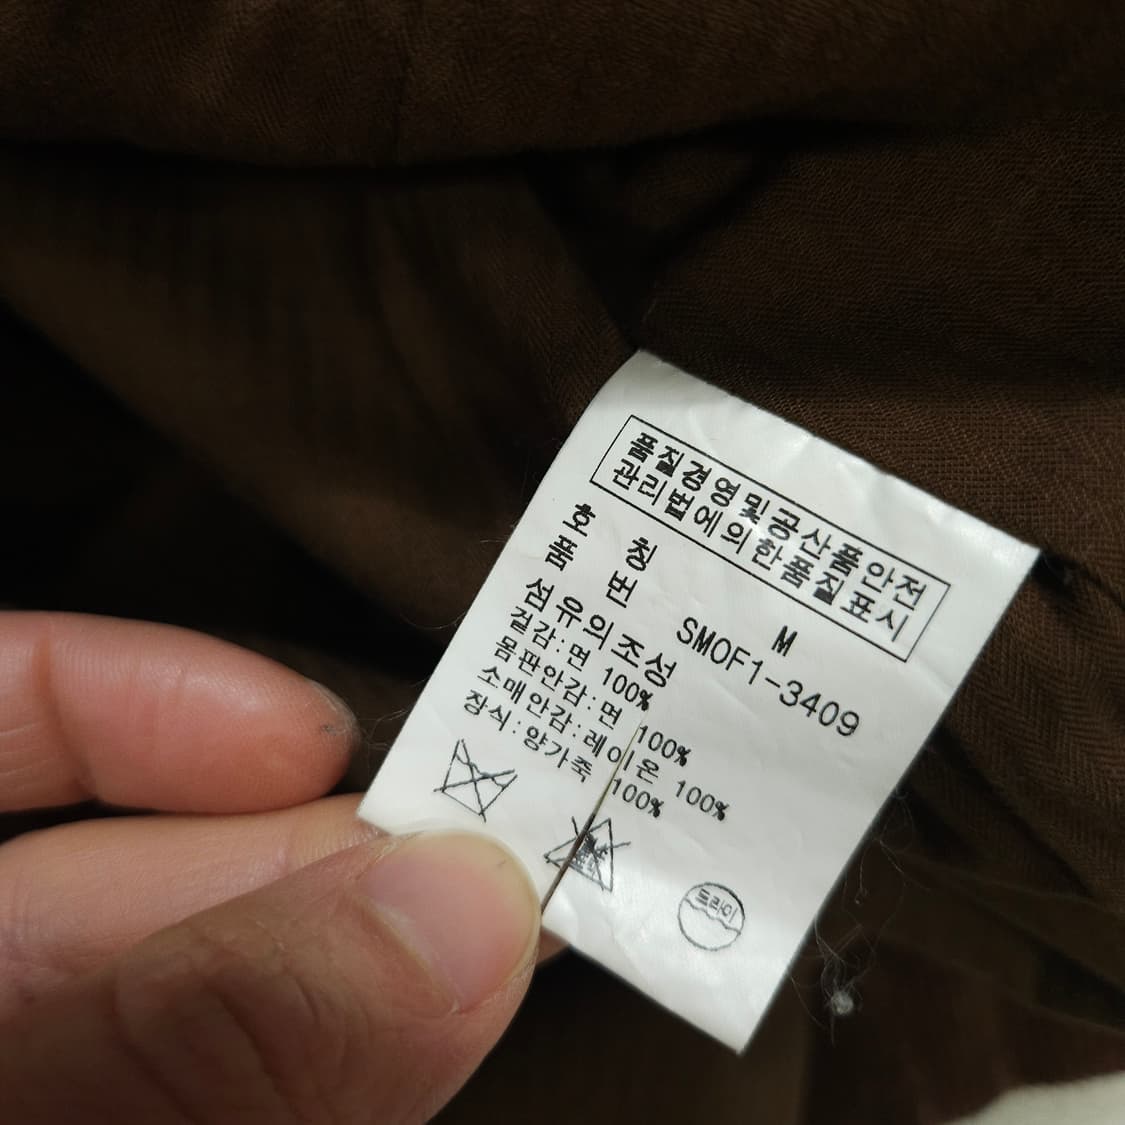 품질경영및공산품안전
관리법에의한품질표시
호 칭 M
품 번 SMOF1-3409
섬유의조성
겉감:면 100%
몸판안감:면 100%
소매안감:레이온 100%
장식:양가죽 100%
드라이